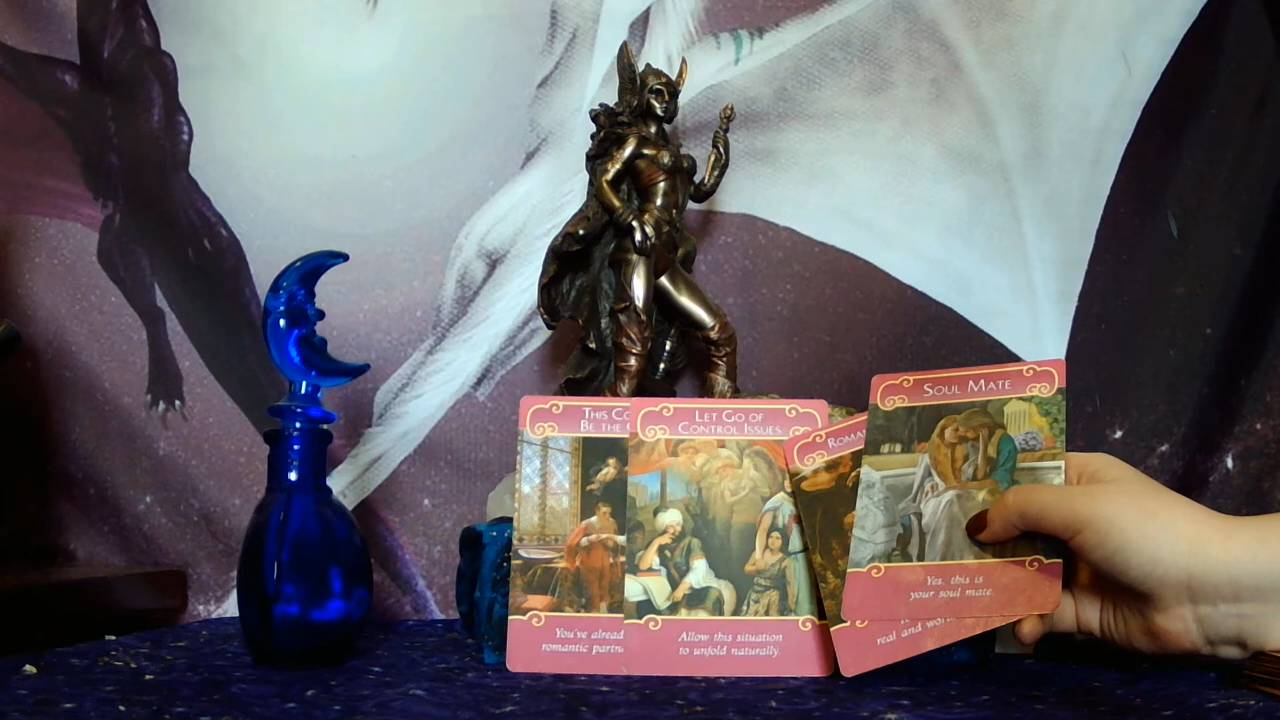 THIS CO
BE THE
You've alread
romantic partn
LET GO OF
CONTROL ISSUES
Allow this situation
to unfold naturally.
ROMA
real and wor
SOUL MATE
Yes, this is
your soul mate.